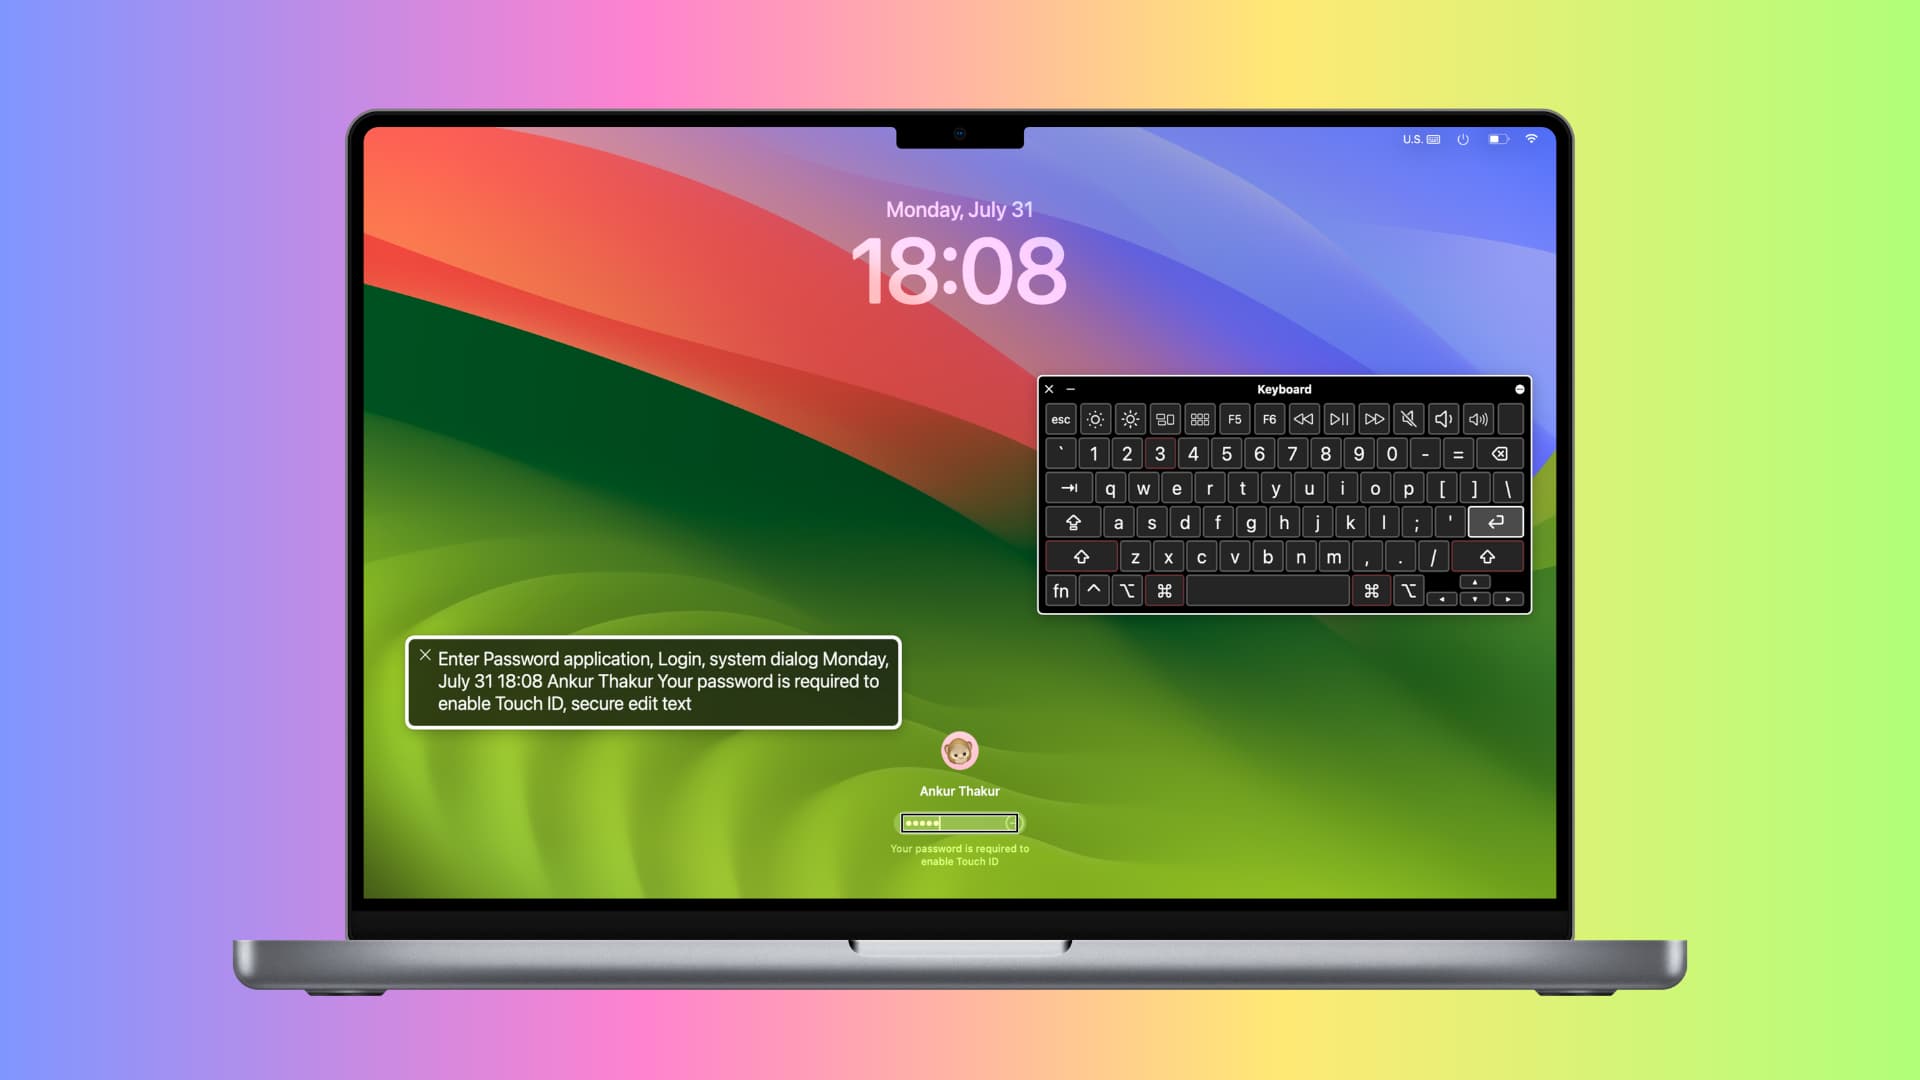 U.S.
Monday, July 31
18:08
Keyboard
esc F5 F6
` 1 2 3 4 5 6 7 8 9 0 - =
q w e r t y u i o p [ ] \
a s d f g h j k l ; '
z x c v b n m , . /
fn ^ ⌥ ⌘ ⌘ ⌥
Enter Password application, Login, system dialog Monday,
July 31 18:08 Ankur Thakur Your password is required to
enable Touch ID, secure edit text
Ankur Thakur
Your password is required to
enable Touch ID